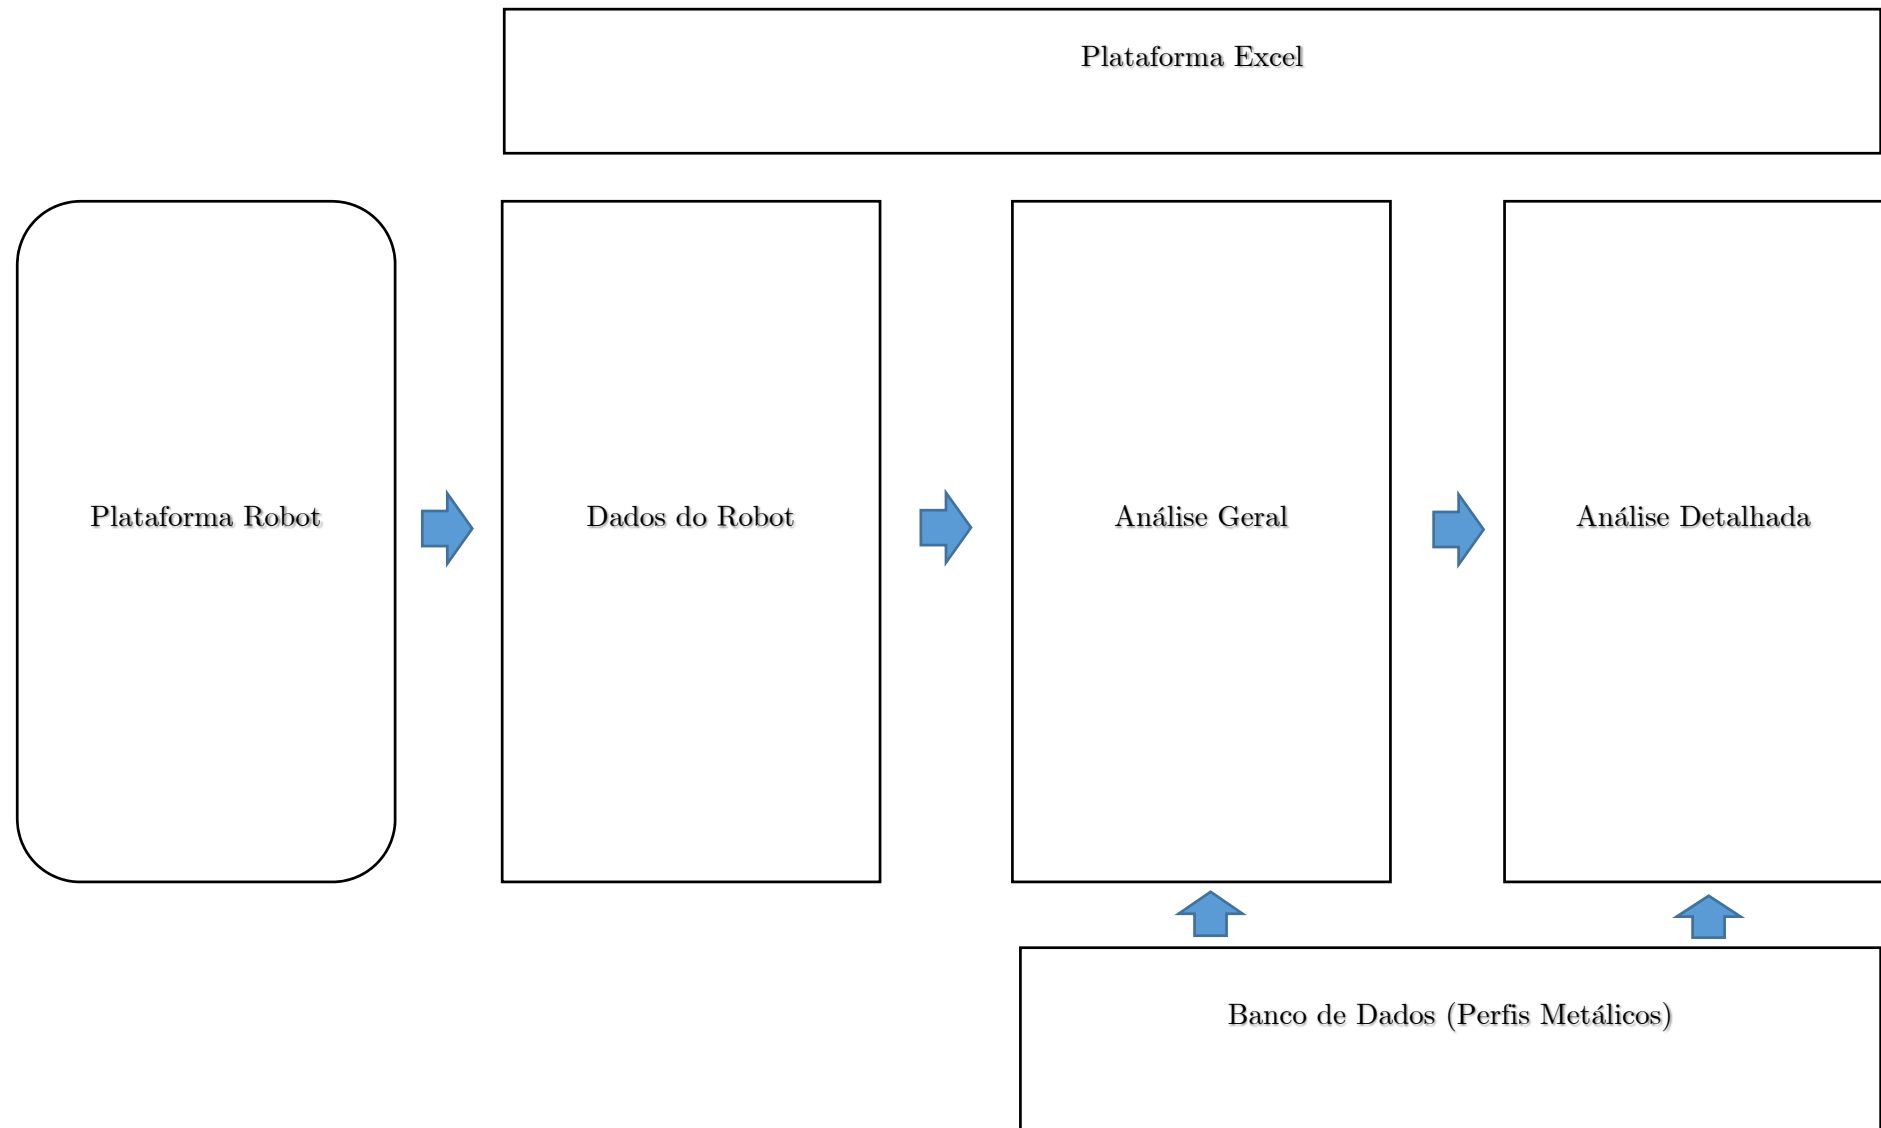 Plataforma Excel
Plataforma Robot
Dados do Robot
Análise Geral
Análise Detalhada
Banco de Dados (Perfis Metálicos)